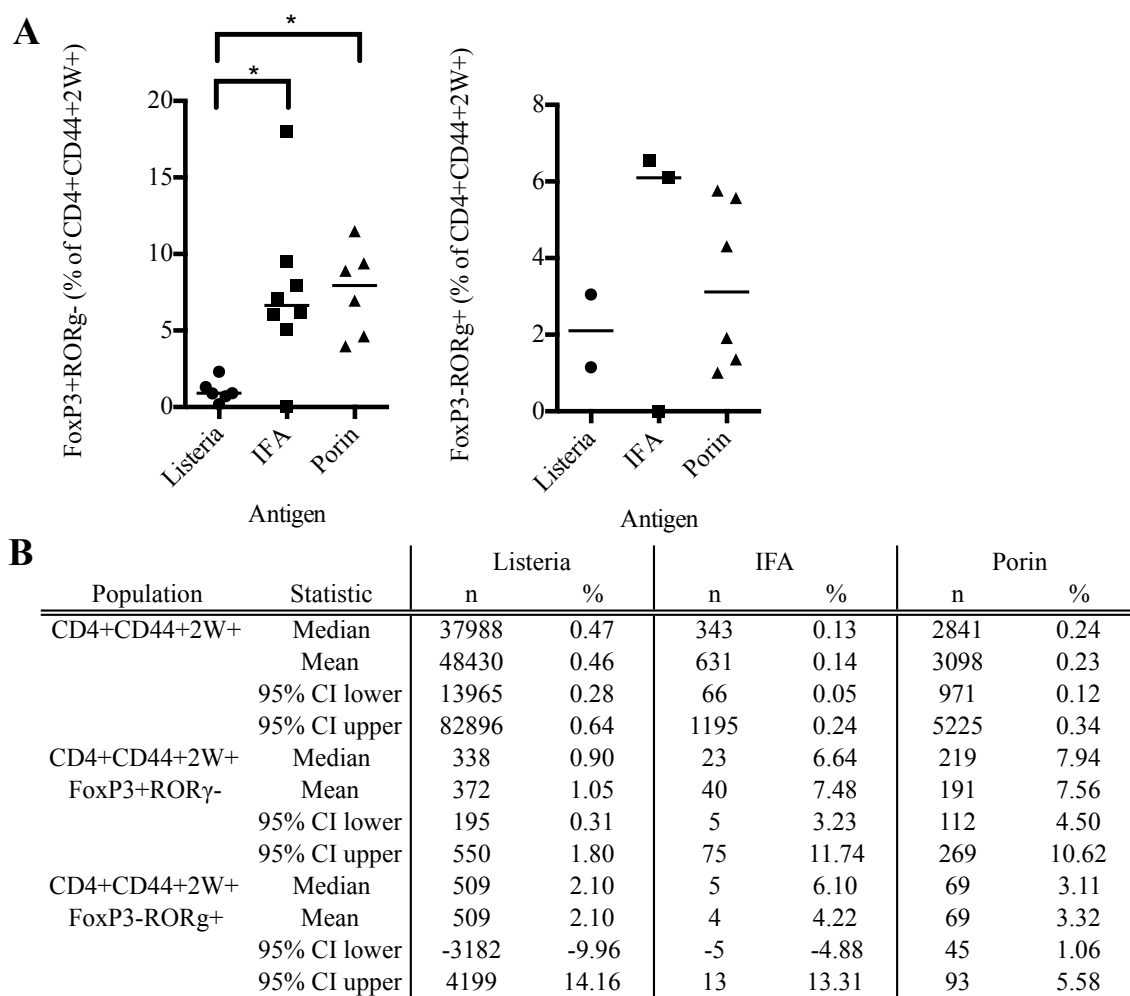 A
*
*
FoxP3+RORg- (% of CD4+CD44+2W+)
20
15
10
5
0
Listeria
IFA
Porin
Antigen
FoxP3-RORg+ (% of CD4+CD44+2W+)
8
6
4
2
0
Listeria
IFA
Porin
Antigen
B
Listeria IFA Porin
Population Statistic n % n % n %
CD4+CD44+2W+ Median 37988 0.47 343 0.13 2841 0.24
Mean 48430 0.46 631 0.14 3098 0.23
95% CI lower 13965 0.28 66 0.05 971 0.12
95% CI upper 82896 0.64 1195 0.24 5225 0.34
CD4+CD44+2W+ Median 338 0.90 23 6.64 219 7.94
FoxP3+RORγ- Mean 372 1.05 40 7.48 191 7.56
95% CI lower 195 0.31 5 3.23 112 4.50
95% CI upper 550 1.80 75 11.74 269 10.62
CD4+CD44+2W+ Median 509 2.10 5 6.10 69 3.11
FoxP3-RORg+ Mean 509 2.10 4 4.22 69 3.32
95% CI lower -3182 -9.96 -5 -4.88 45 1.06
95% CI upper 4199 14.16 13 13.31 93 5.58